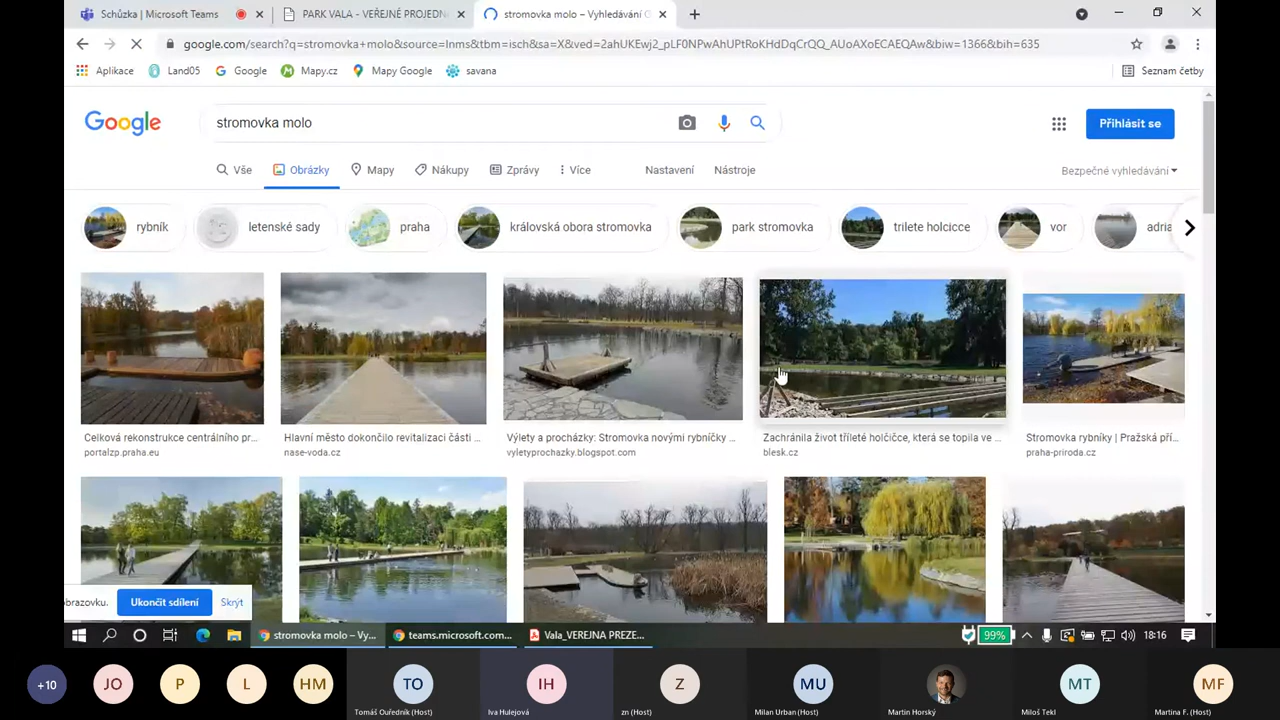 Schůzka | Microsoft Teams
PARK VALA - VEŘEJNÉ PROJEDN
stromovka molo – Vyhledávání G
google.com/search?q=stromovka+molo&source=lnms&tbm=isch&sa=X&ved=2ahUKEwj2_pLF0NPwAhUPtRoKHdDqCrQQ_AUoAXoECAEQAw&biw=1366&bih=635
Aplikace
Land05
Google
Mapy.cz
Mapy Google
savana
Seznam četby
Google
stromovka molo
Přihlásit se
Vše
Obrázky
Mapy
Nákupy
Zprávy
Více
Nastavení
Nástroje
Bezpečné vyhledávání
rybník
letenské sady
praha
královská obora stromovka
park stromovka
trilete holcicce
vor
adria
Celková rekonstrukce centrálního pr...
portalzp.praha.eu
Hlavní město dokončilo revitalizaci části ...
nase-voda.cz
Výlety a procházky: Stromovka novými rybníčky ...
vyletyprochazky.blogspot.com
Zachránila život tříleté holčičce, která se topila ve ...
blesk.cz
Stromovka rybníky | Pražská pří...
praha-priroda.cz
obrazovku.
Ukončit sdílení
Skrýt
stromovka molo – Vy...
teams.microsoft.com...
Vala_VEREJNA PREZE...
99%
18:16
+10
JO
P
L
HM
TO
Tomáš Ouředník (Host)
IH
Iva Hulejová
Z
zn (Host)
MU
Milan Urban (Host)
Martin Horský
MT
Miloš Tekl
MF
Martina F. (Host)